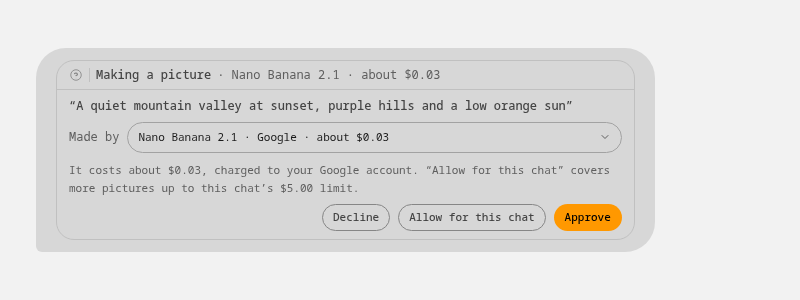 Making a picture · Nano Banana 2.1 · about $0.03
“A quiet mountain valley at sunset, purple hills and a low orange sun”
Made by Nano Banana 2.1 · Google · about $0.03
It costs about $0.03, charged to your Google account. “Allow for this chat” covers
more pictures up to this chat’s $5.00 limit.
Decline Allow for this chat Approve